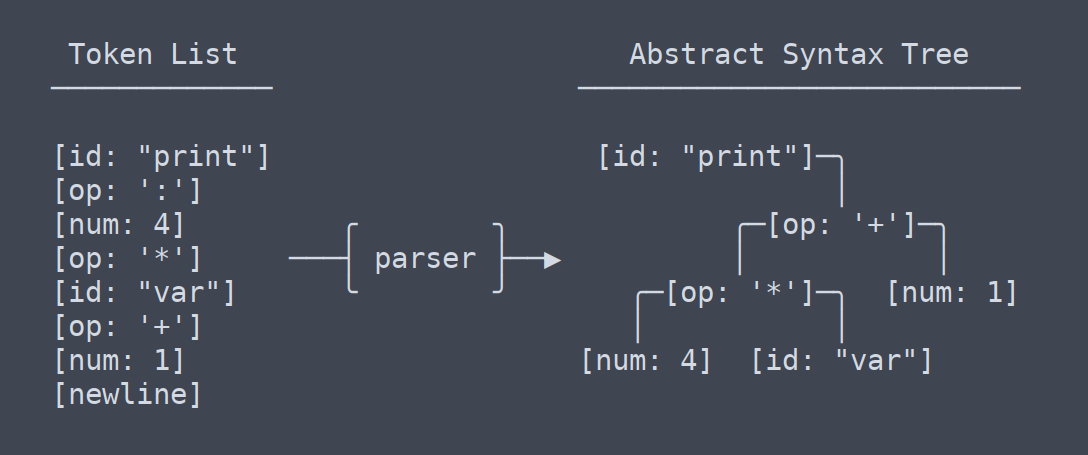 Token List
[id: "print"]
[op: ':']
[num: 4]
[op: '*']
[id: "var"]
[op: '+']
[num: 1]
[newline]
parser
Abstract Syntax Tree
[id: "print"]
[op: '+']
[op: '*'] [num: 1]
[num: 4] [id: "var"]